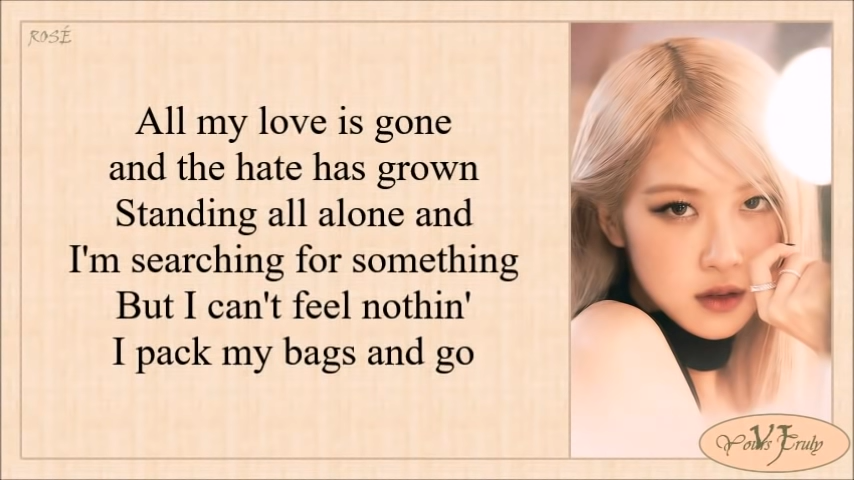 ROSÉ
All my love is gone
and the hate has grown
Standing all alone and
I'm searching for something
But I can't feel nothin'
I pack my bags and go
Yours Truly
VJ